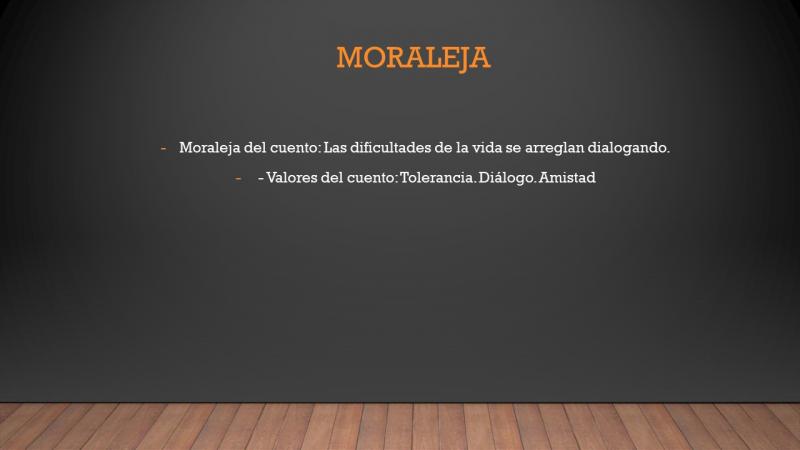 MORALEJA
- Moraleja del cuento: Las dificultades de la vida se arreglan dialogando.
- - Valores del cuento: Tolerancia. Diálogo. Amistad